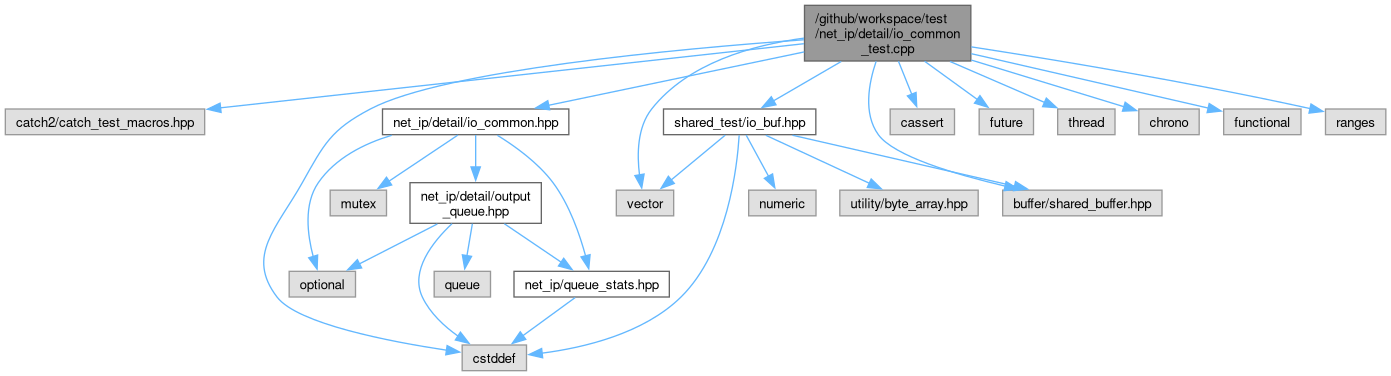 /github/workspace/test
/net_ip/detail/io_common
_test.cpp
catch2/catch_test_macros.hpp
net_ip/detail/io_common.hpp
shared_test/io_buf.hpp
cassert
future
thread
chrono
functional
ranges
mutex
net_ip/detail/output
_queue.hpp
vector
numeric
utility/byte_array.hpp
buffer/shared_buffer.hpp
optional
queue
net_ip/queue_stats.hpp
cstddef